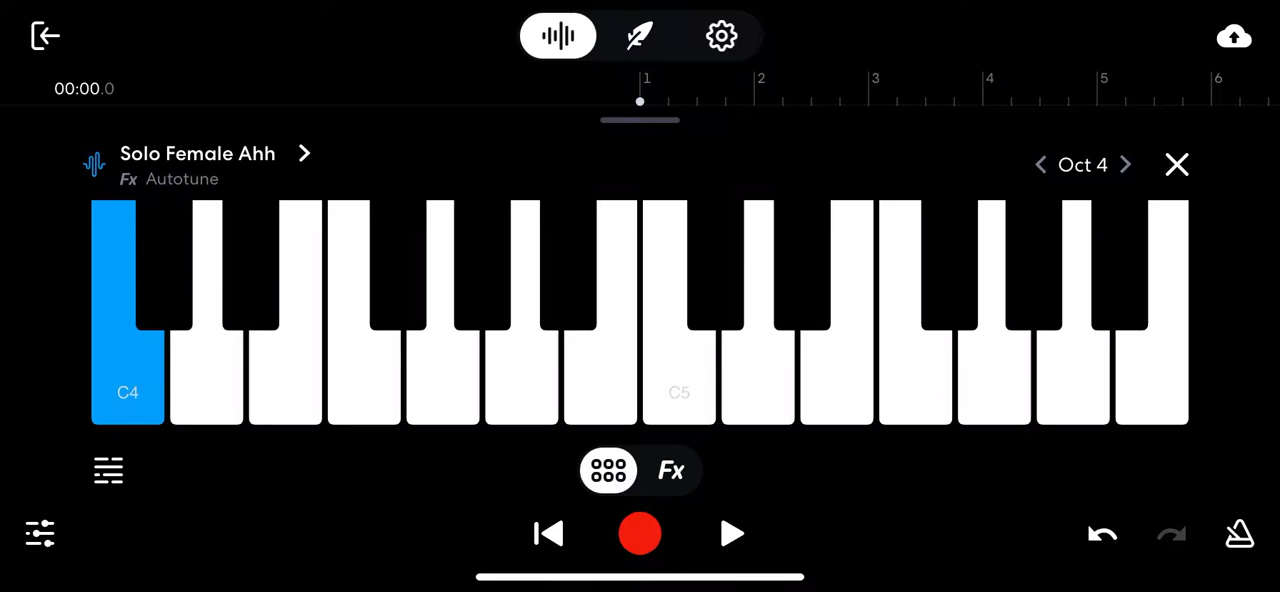 00:00.0
1 2 3 4 5 6
Solo Female Ahh
Fx Autotune
Oct 4
C4 C5
Fx